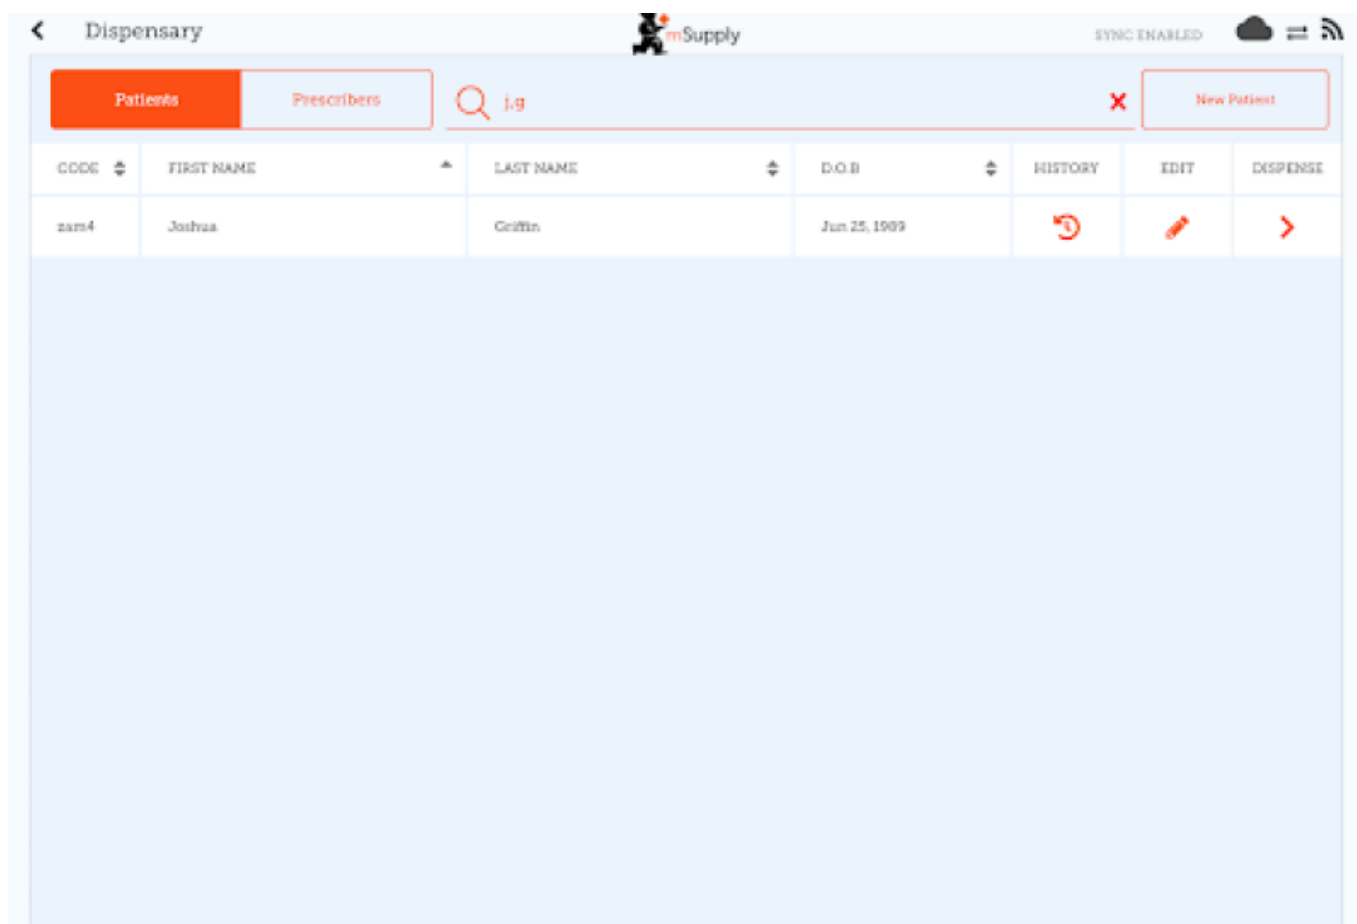 Dispensary
mSupply
SYNC ENABLED
Patients
Prescribers
j.g
New Patient
CODE FIRST NAME LAST NAME D.O.B HISTORY EDIT DISPENSE
zam4 Joshua Griffin Jun 25, 1989